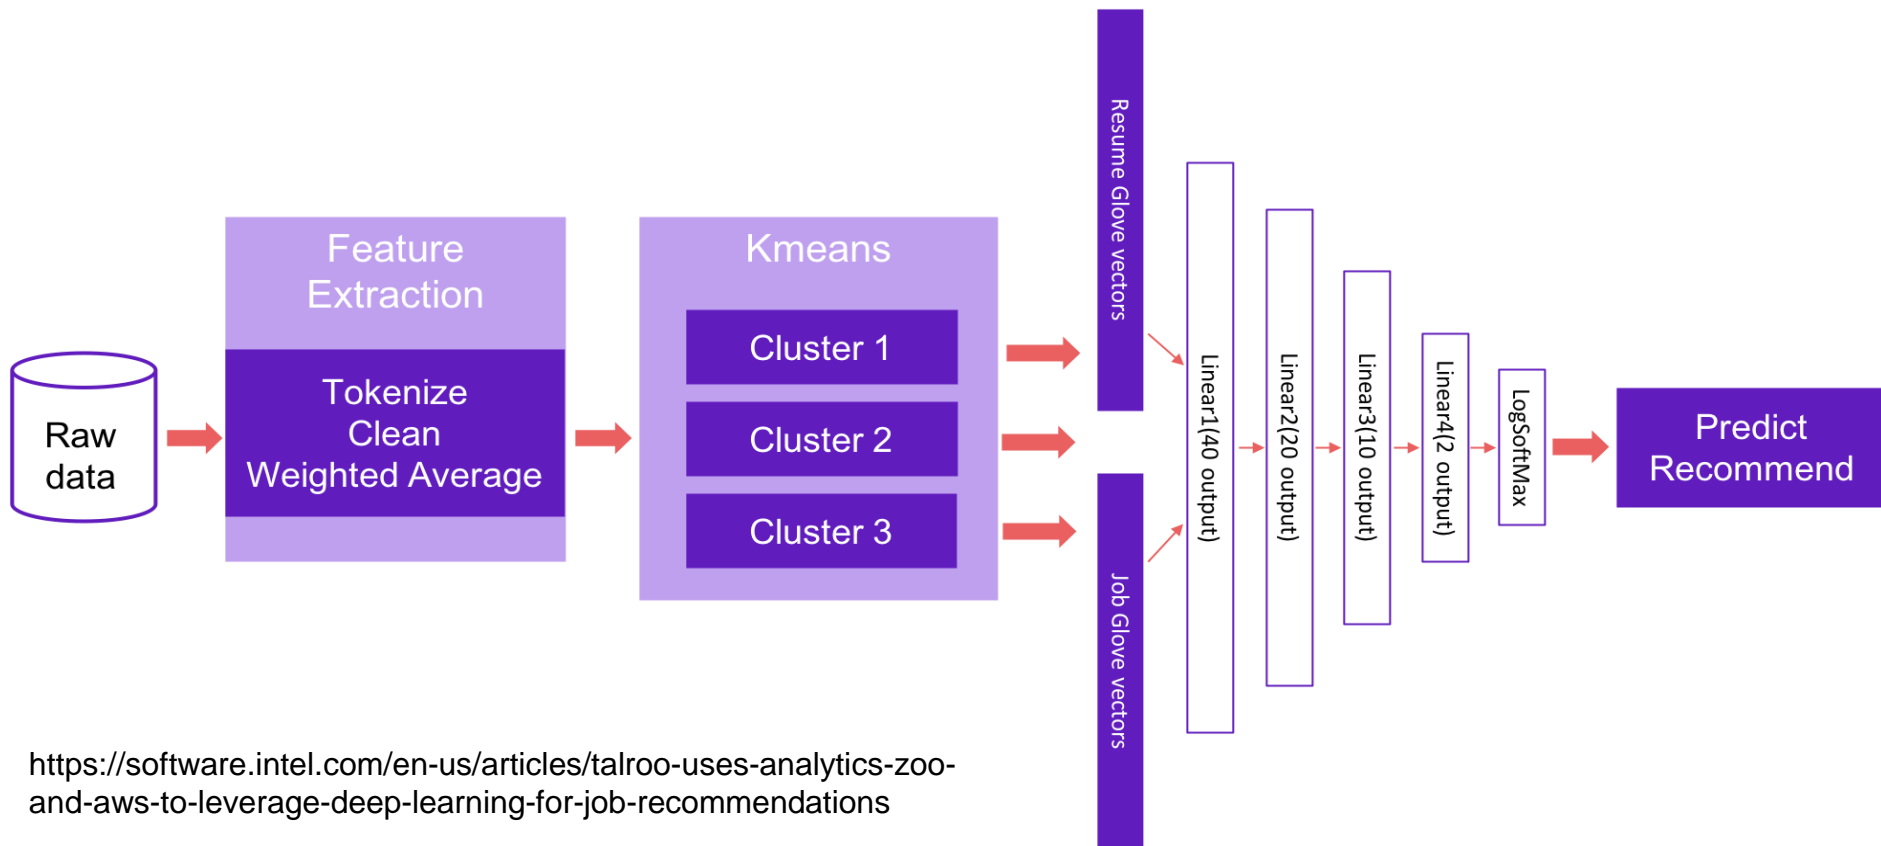 Raw
data
Feature
Extraction
Tokenize
Clean
Weighted Average
Kmeans
Cluster 1
Cluster 2
Cluster 3
Resume Glove vectors
Job Glove vectors
Linear1(40 output)
Linear2(20 output)
Linear3(10 output)
Linear4(2 output)
LogSoftMax
Predict
Recommend
https://software.intel.com/en-us/articles/talroo-uses-analytics-zoo-
and-aws-to-leverage-deep-learning-for-job-recommendations